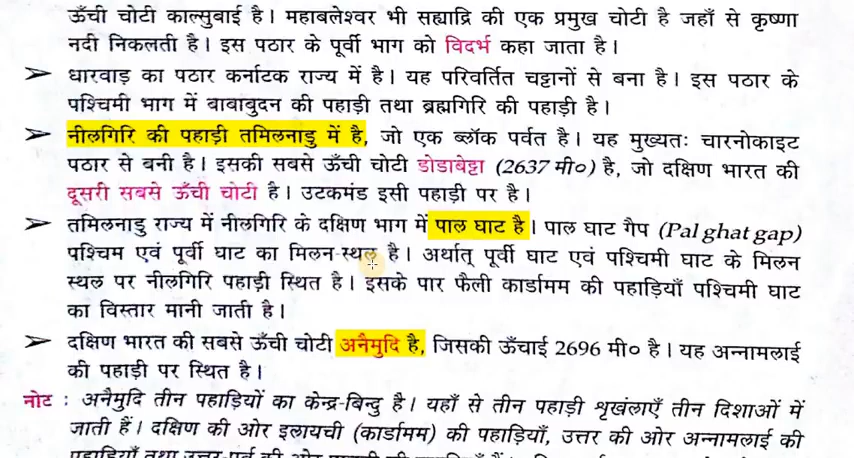 ऊँची चोटी काल्सुबाई है। महाबलेश्वर भी सह्याद्रि की एक प्रमुख चोटी है जहाँ से कृष्णा
नदी निकलती है। इस पठार के पूर्वी भाग को विदर्भ कहा जाता है।
➤ धारवाड़ का पठार कर्नाटक राज्य में है। यह परिवर्तित चट्टानों से बना है। इस पठार के
पश्चिमी भाग में बाबाबुदन की पहाड़ी तथा ब्रह्मगिरि की पहाड़ी है।
➤ नीलगिरि की पहाड़ी तमिलनाडु में है, जो एक ब्लॉक पर्वत है। यह मुख्यतः चारनोकाइट
पठार से बनी है। इसकी सबसे ऊँची चोटी डोडाबेट्टा (2637 मी०) है, जो दक्षिण भारत की
दूसरी सबसे ऊँची चोटी है। उटकमंड इसी पहाड़ी पर है।
➤ तमिलनाडु राज्य में नीलगिरि के दक्षिण भाग में पाल घाट है। पाल घाट गैप (Pal ghat gap)
पश्चिम एवं पूर्वी घाट का मिलन-स्थल है। अर्थात् पूर्वी घाट एवं पश्चिमी घाट के मिलन
स्थल पर नीलगिरि पहाड़ी स्थित है। इसके पार फैली कार्डामम की पहाड़ियाँ पश्चिमी घाट
का विस्तार मानी जाती है।
➤ दक्षिण भारत की सबसे ऊँची चोटी अनैमुदि है, जिसकी ऊँचाई 2696 मी० है। यह अन्नामलाई
की पहाड़ी पर स्थित है।
नोट : अनैमुदि तीन पहाड़ियों का केन्द्र-बिन्दु है। यहाँ से तीन पहाड़ी शृखंलाएँ तीन दिशाओं में
जाती हैं। दक्षिण की ओर इलायची (कार्डामम) की पहाड़ियाँ, उत्तर की ओर अन्नामलाई की